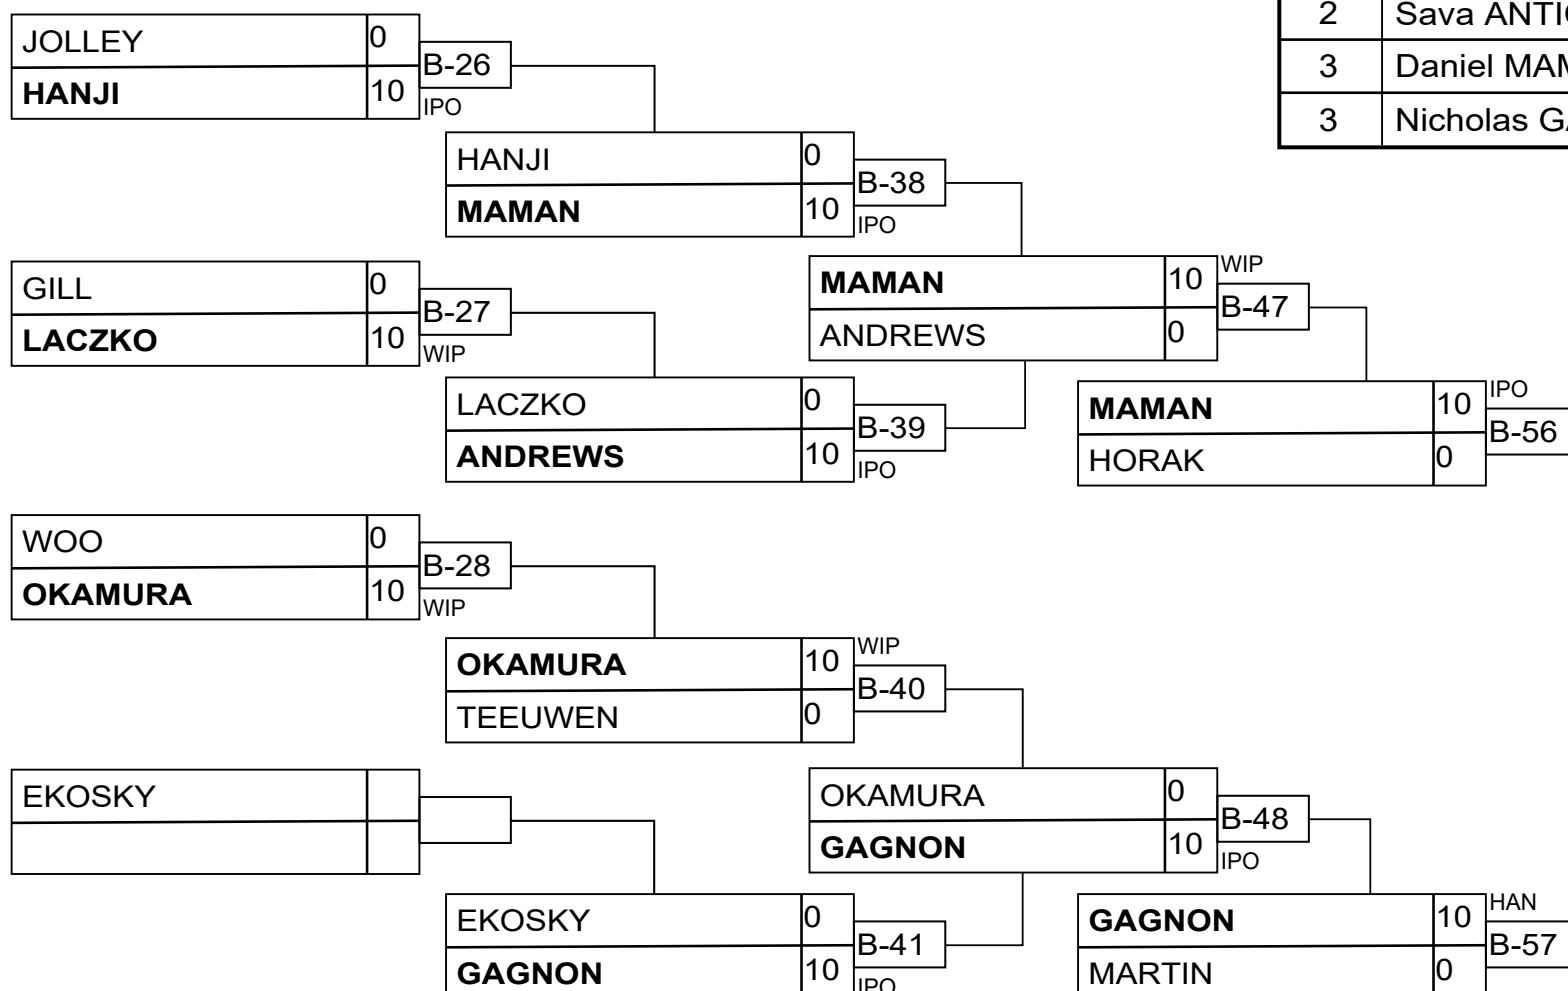 2 Sava ANTI
3 Daniel MAM
3 Nicholas GA
JOLLEY 0
HANJI 10
B-26
IPO
HANJI 0
MAMAN 10
B-38
IPO
GILL 0
LACZKO 10
B-27
WIP
LACZKO 0
ANDREWS 10
B-39
IPO
MAMAN 10
ANDREWS 0
WIP
B-47
MAMAN 10
HORAK 0
IPO
B-56
WOO 0
OKAMURA 10
B-28
WIP
OKAMURA 10
TEEUWEN 0
WIP
B-40
EKOSKY
EKOSKY 0
GAGNON 10
B-41
IPO
OKAMURA 0
GAGNON 10
B-48
IPO
GAGNON 10
MARTIN 0
HAN
B-57